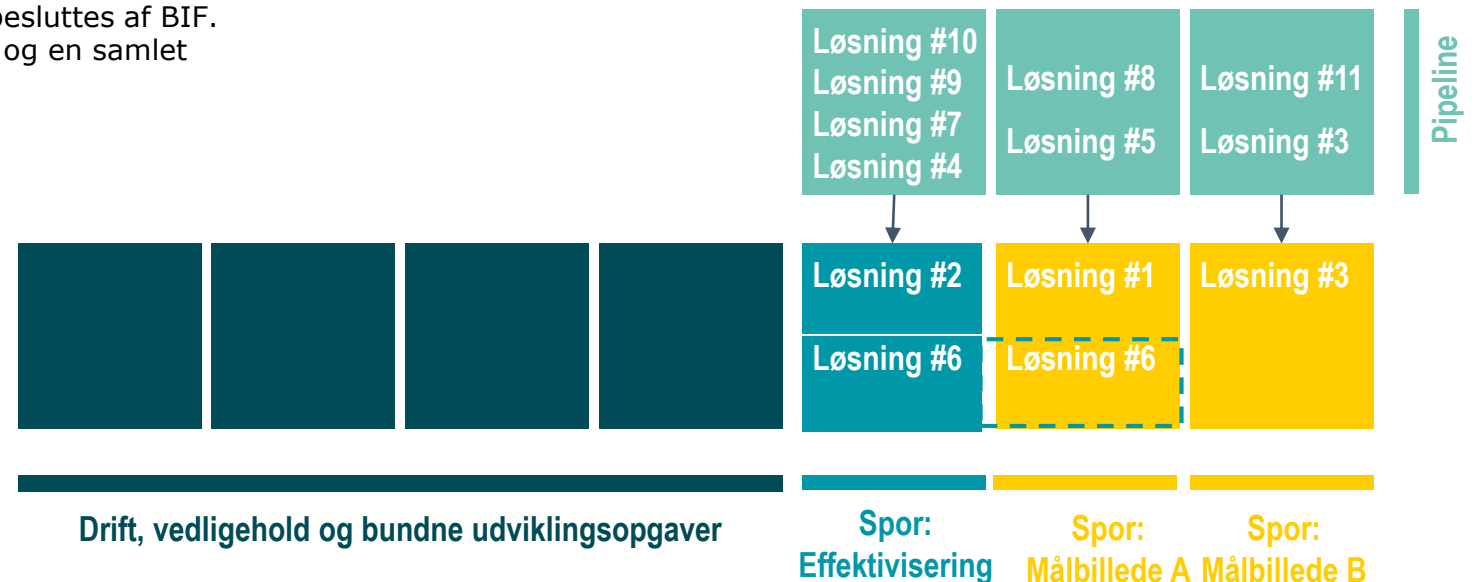 besluttes af BIF.
og en samlet
Løsning #10
Løsning #9
Løsning #7
Løsning #4
Løsning #8
Løsning #5
Løsning #11
Løsning #3
Pipeline
Løsning #2
Løsning #6
Løsning #1
Løsning #6
Løsning #3
Drift, vedligehold og bundne udviklingsopgaver
Spor:
Effektivisering
Spor:
Målbillede A
Spor:
Målbillede B